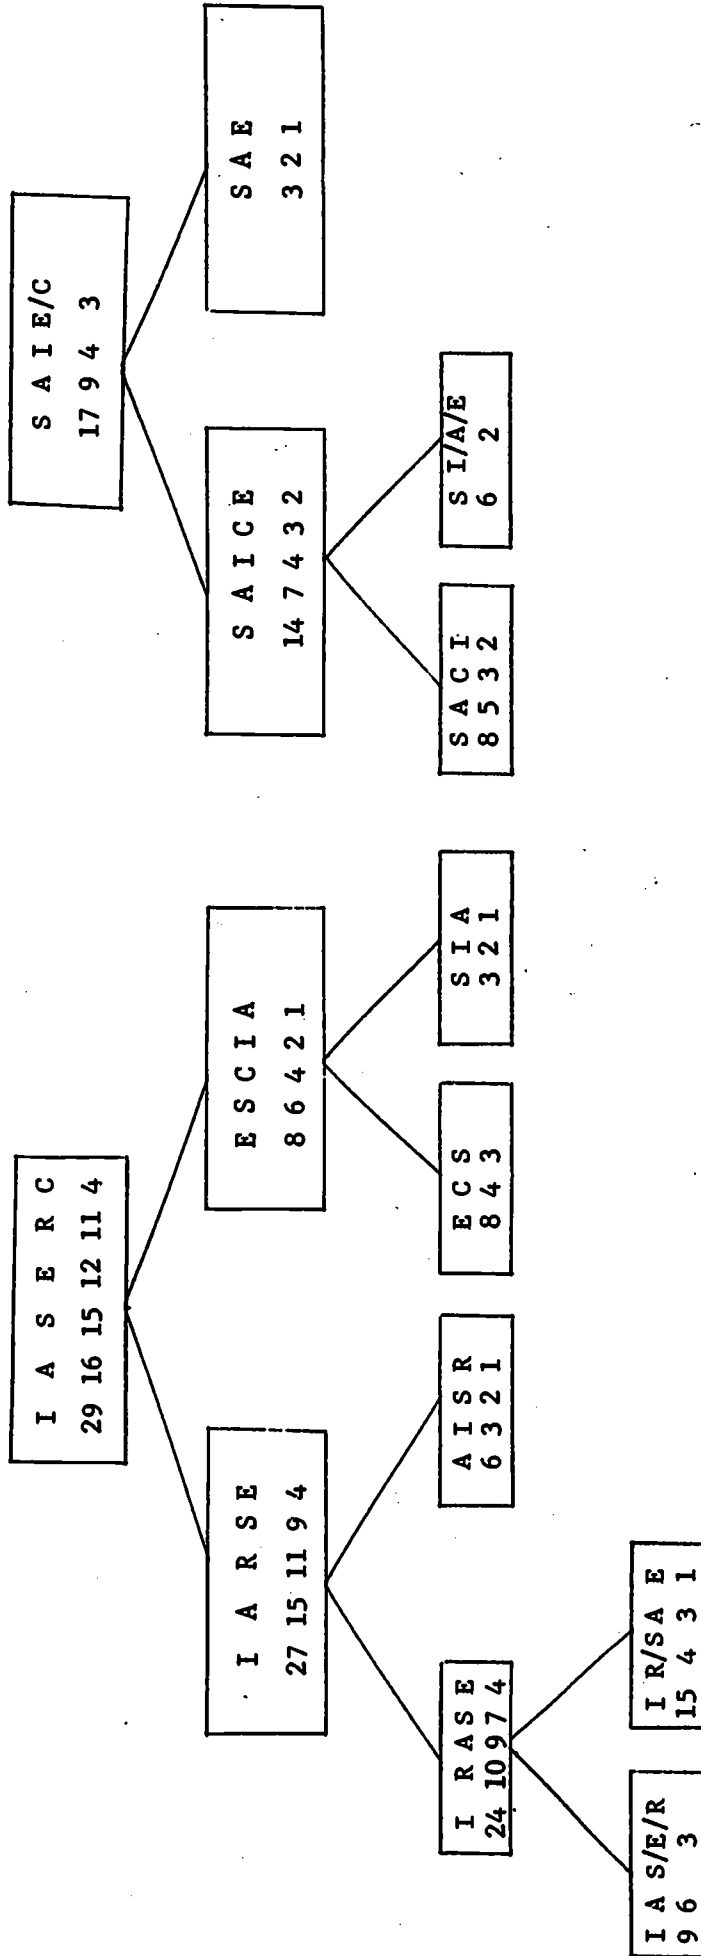 I A S E R C
29 16 15 12 11 4
S A I E/C
17 9 4 3
I A R S E
27 15 11 9 4
E S C I A
8 6 4 2 1
S A I C E
14 7 4 3 2
S A E
3 2 1
I R A S E
24 10 9 7 4
A I S R
6 3 2 1
E C S
8 4 3
S I A
3 2 1
S A C I
8 5 3 2
S I/A/E
6 2
I A S/E/R
9 6 3
I R/S A E
15 4 3 1